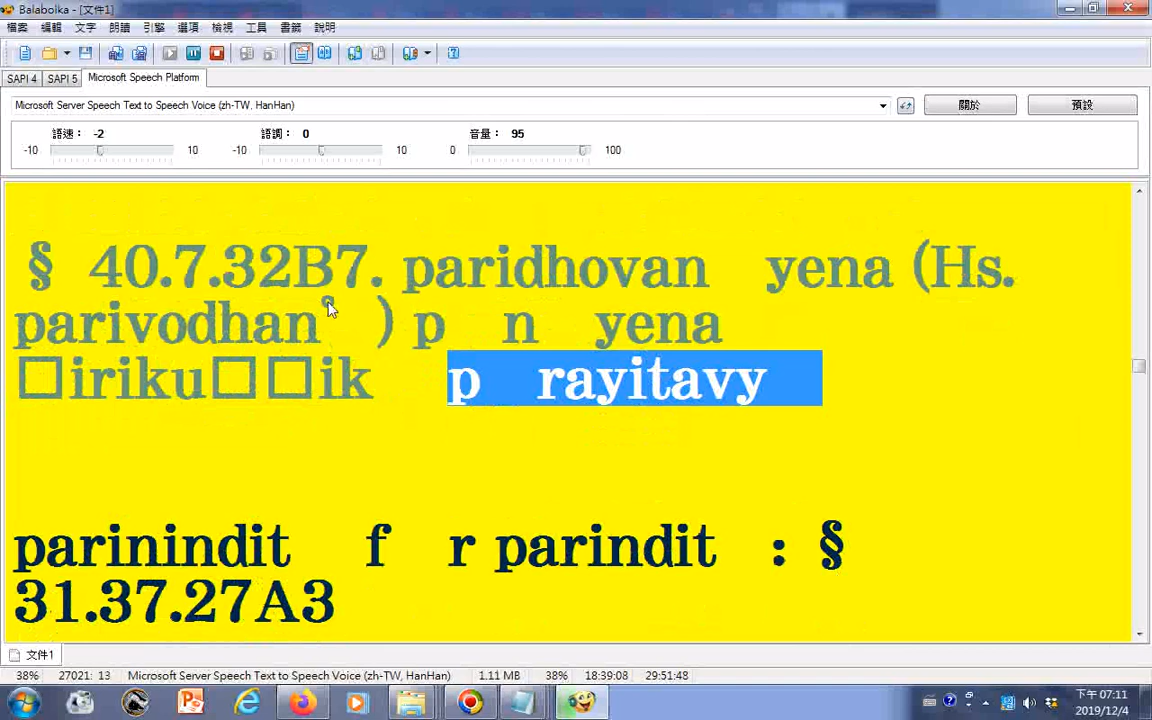 Balabolka - [文件1]
檔案 編輯 文字 朗讀 引擎 選項 檢視 工具 書籤 說明
SAPI 4 SAPI 5 Microsoft Speech Platform
Microsoft Server Speech Text to Speech Voice (zh-TW, HanHan) 關於 預設
語速： -2 語調： 0 音量： 95
-10 10 -10 10 0 100
§ 40.7.32B7. paridhovan yena (Hs.
parivodhan° ) p n yena
□iriku□□ik p rayitavy
parinindit f r parindit : §
31.37.27A3
文件1
38% 27021: 13 Microsoft Server Speech Text to Speech Voice (zh-TW, HanHan) 1.11 MB 38% 18:39:08 29:51:48
下午 07:11
2019/12/4